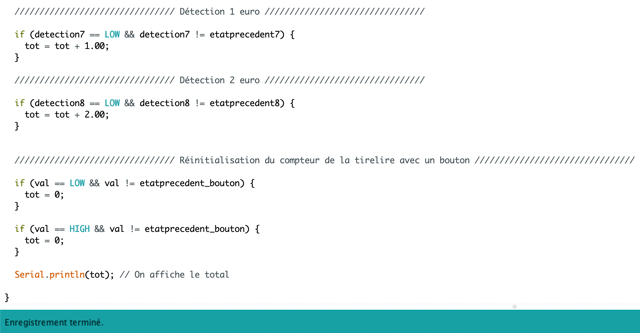 //////////////////////////////// Détection 1 euro ////////////////////////////////
if (detection7 == LOW && detection7 != etatprecedent7) {
tot = tot + 1.00;
}
//////////////////////////////// Détection 2 euro ////////////////////////////////
if (detection8 == LOW && detection8 != etatprecedent8) {
tot = tot + 2.00;
}
//////////////////////////////// Réinitialisation du compteur de la tirelire avec un bouton ////////////////////////////////
if (val == LOW && val != etatprecedent_bouton) {
tot = 0;
}
if (val == HIGH && val != etatprecedent_bouton) {
tot = 0;
}
Serial.println(tot); // On affiche le total
}
Enregistrement terminé.